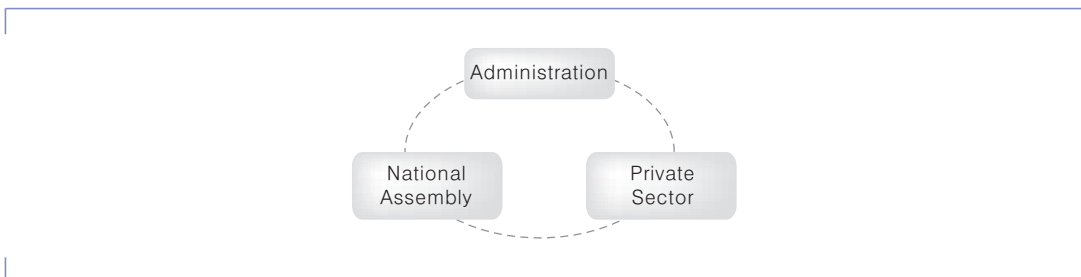 Administration
National
Assembly
Private
Sector